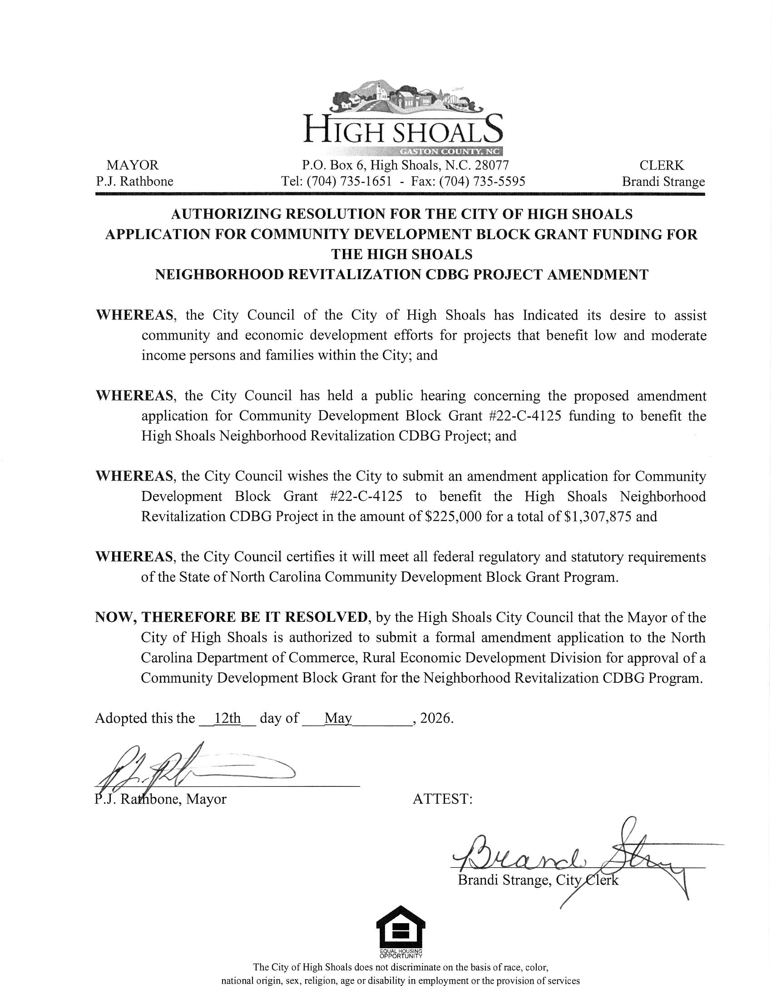 HIGH SHOALS
GASTON COUNTY, NC
MAYOR P.O. Box 6, High Shoals, N.C. 28077 CLERK
P.J. Rathbone Tel: (704) 735-1651 - Fax: (704) 735-5595 Brandi Strange
AUTHORIZING RESOLUTION FOR THE CITY OF HIGH SHOALS
APPLICATION FOR COMMUNITY DEVELOPMENT BLOCK GRANT FUNDING FOR
THE HIGH SHOALS
NEIGHBORHOOD REVITALIZATION CDBG PROJECT AMENDMENT
WHEREAS, the City Council of the City of High Shoals has Indicated its desire to assist
community and economic development efforts for projects that benefit low and moderate
income persons and families within the City; and
WHEREAS, the City Council has held a public hearing concerning the proposed amendment
application for Community Development Block Grant #22-C-4125 funding to benefit the
High Shoals Neighborhood Revitalization CDBG Project; and
WHEREAS, the City Council wishes the City to submit an amendment application for Community
Development Block Grant #22-C-4125 to benefit the High Shoals Neighborhood
Revitalization CDBG Project in the amount of $225,000 for a total of $1,307,875 and
WHEREAS, the City Council certifies it will meet all federal regulatory and statutory requirements
of the State of North Carolina Community Development Block Grant Program.
NOW, THEREFORE BE IT RESOLVED, by the High Shoals City Council that the Mayor of the
City of High Shoals is authorized to submit a formal amendment application to the North
Carolina Department of Commerce, Rural Economic Development Division for approval of a
Community Development Block Grant for the Neighborhood Revitalization CDBG Program.
Adopted this the 12th day of May, 2026.
P.J. Rathbone, Mayor
ATTEST:
Brandi Strange, City Clerk
EQUAL HOUSING
OPPORTUNITY
The City of High Shoals does not discriminate on the basis of race, color,
national origin, sex, religion, age or disability in employment or the provision of services